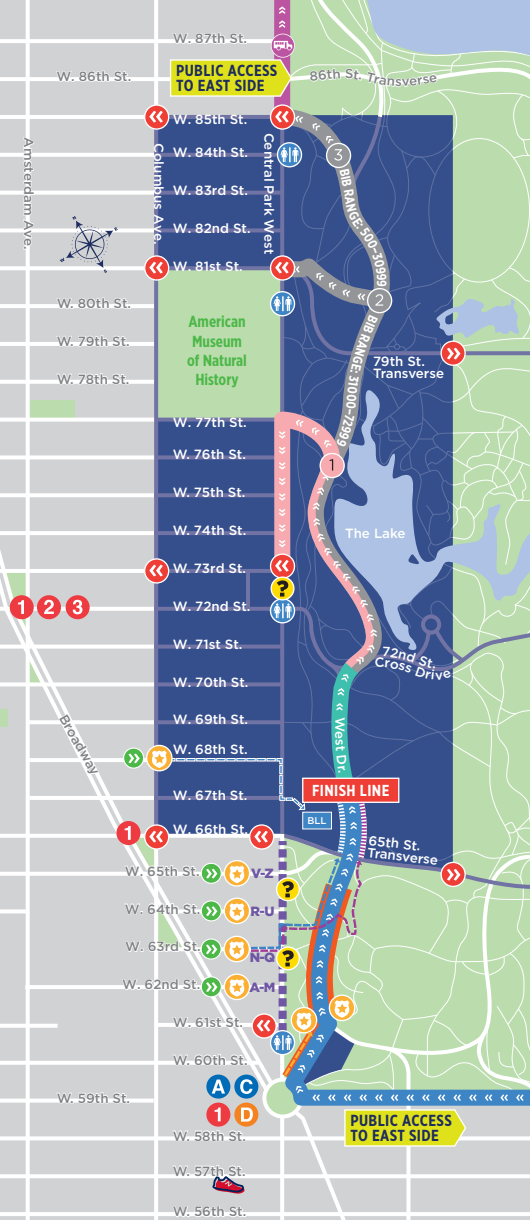 W. 87th St.
W. 86th St.
PUBLIC ACCESS
TO EAST SIDE
86th St. Transverse
W. 85th St.
Amsterdam Ave.
Columbus Ave.
Central Park West
W. 84th St.
3
W. 83rd St.
BIB RANGE: 500-30999
W. 82nd St.
W. 81st St.
W. 80th St.
2
American
Museum
of Natural
History
W. 79th St.
79th St.
Transverse
BIB RANGE: 31000-72999
W. 78th St.
W. 77th St.
W. 76th St.
1
W. 75th St.
W. 74th St.
The Lake
W. 73rd St.
?
1 2 3
W. 72nd St.
W. 71st St.
72nd St.
Cross Drive
W. 70th St.
W. 69th St.
West Dr.
Broadway
W. 68th St.
FINISH LINE
W. 67th St.
BLL
1
W. 66th St.
65th St.
Transverse
W. 65th St.
V-Z
?
W. 64th St.
R-U
W. 63rd St.
N-Q
?
W. 62nd St.
A-M
W. 61st St.
W. 60th St.
A C
1 D
W. 59th St.
PUBLIC ACCESS
TO EAST SIDE
W. 58th St.
W. 57th St.
W. 56th St.